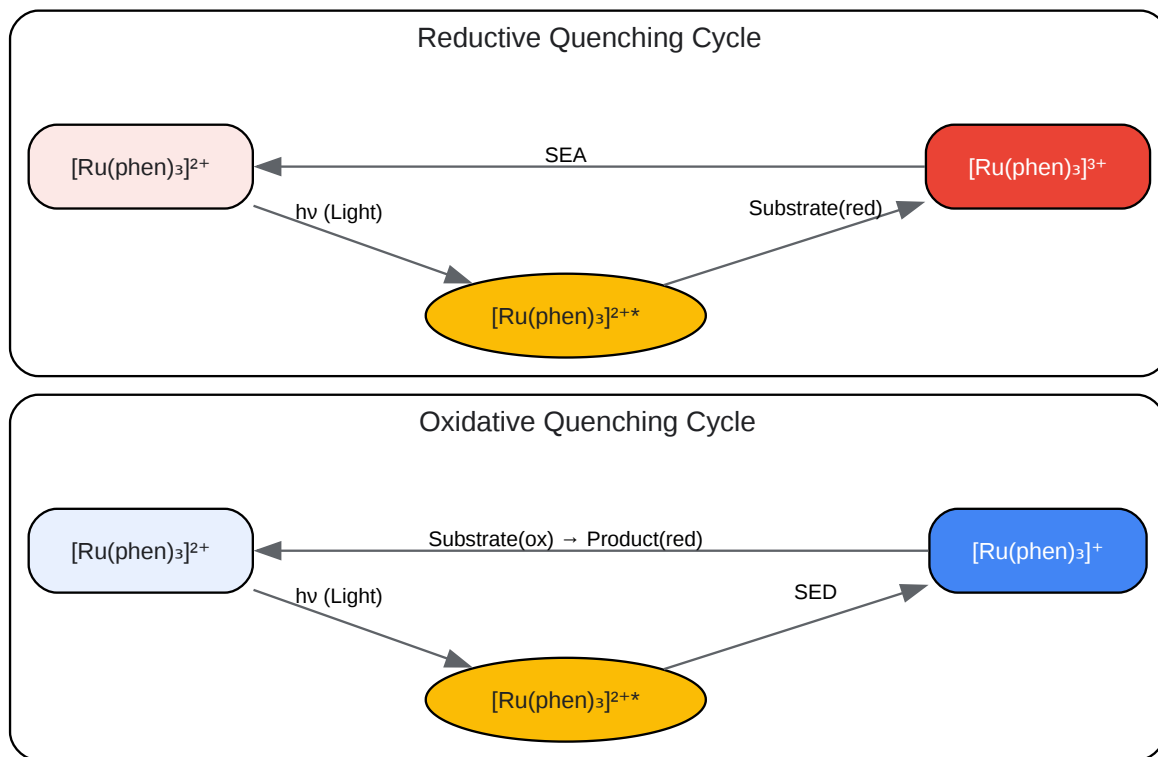 Reductive Quenching Cycle
[Ru(phen)₃]²⁺
SEA
[Ru(phen)₃]³⁺
hν (Light)
Substrate(red)
[Ru(phen)₃]²⁺*
Oxidative Quenching Cycle
[Ru(phen)₃]²⁺
Substrate(ox) → Product(red)
[Ru(phen)₃]⁺
hν (Light)
SED
[Ru(phen)₃]²⁺*